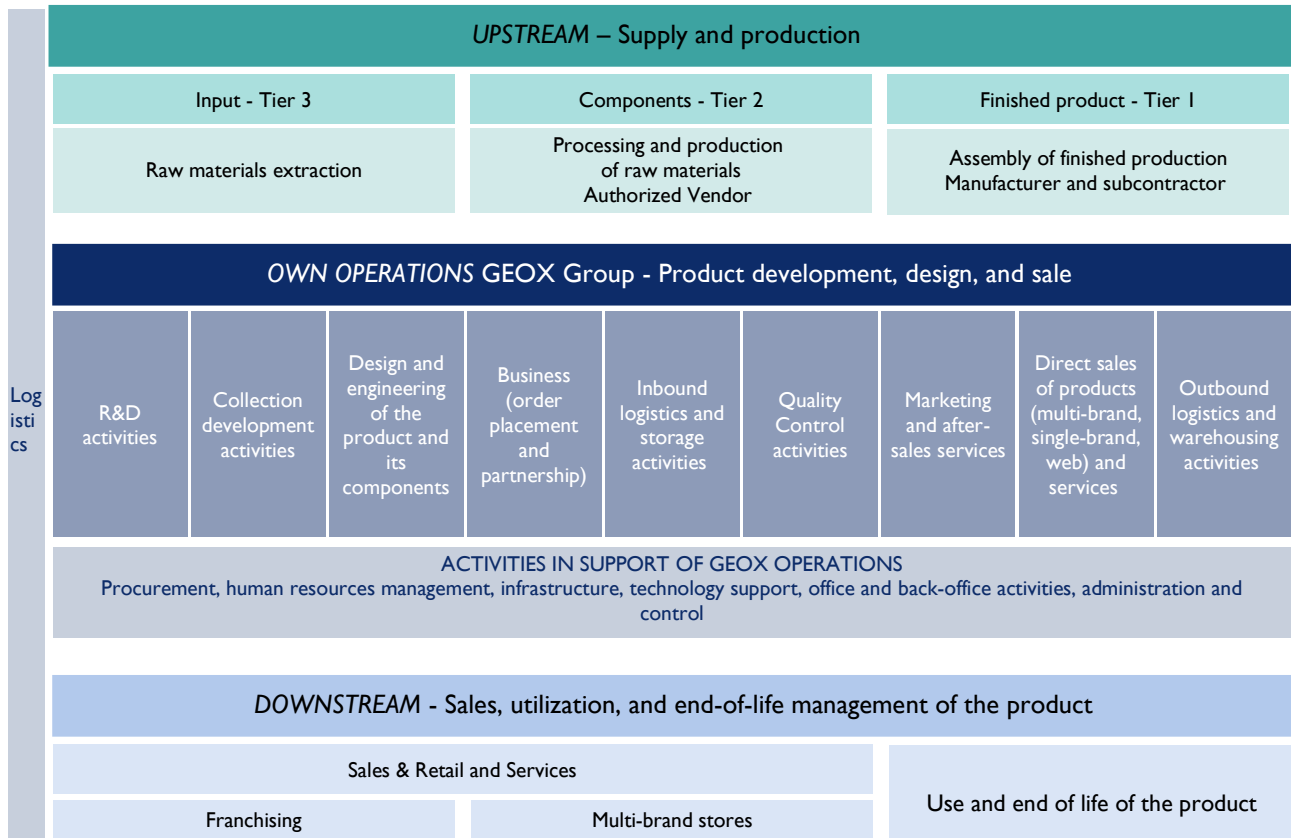 UPSTREAM – Supply and production
Input - Tier 3
Components - Tier 2
Finished product - Tier 1
Raw materials extraction
Processing and production
of raw materials
Authorized Vendor
Assembly of finished production
Manufacturer and subcontractor
OWN OPERATIONS GEOX Group - Product development, design, and sale
Log
isti
cs
R&D
activities
Collection
development
activities
Design and
engineering
of the
product and
its
components
Business
(order
placement
and
partnership)
Inbound
logistics and
storage
activities
Quality
Control
activities
Marketing
and after-
sales services
Direct sales
of products
(multi-brand,
single-brand,
web) and
services
Outbound
logistics and
warehousing
activities
ACTIVITIES IN SUPPORT OF GEOX OPERATIONS
Procurement, human resources management, infrastructure, technology support, office and back-office activities, administration and
control
DOWNSTREAM - Sales, utilization, and end-of-life management of the product
Sales & Retail and Services
Franchising
Multi-brand stores
Use and end of life of the product